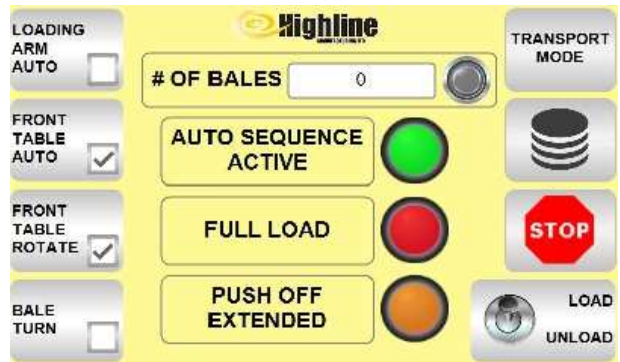 LOADING
ARM
AUTO
FRONT
TABLE
AUTO
FRONT
TABLE
ROTATE
BALE
TURN
Highline
# OF BALES 0
AUTO SEQUENCE
ACTIVE
FULL LOAD
PUSH OFF
EXTENDED
TRANSPORT
MODE
STOP
LOAD
UNLOAD